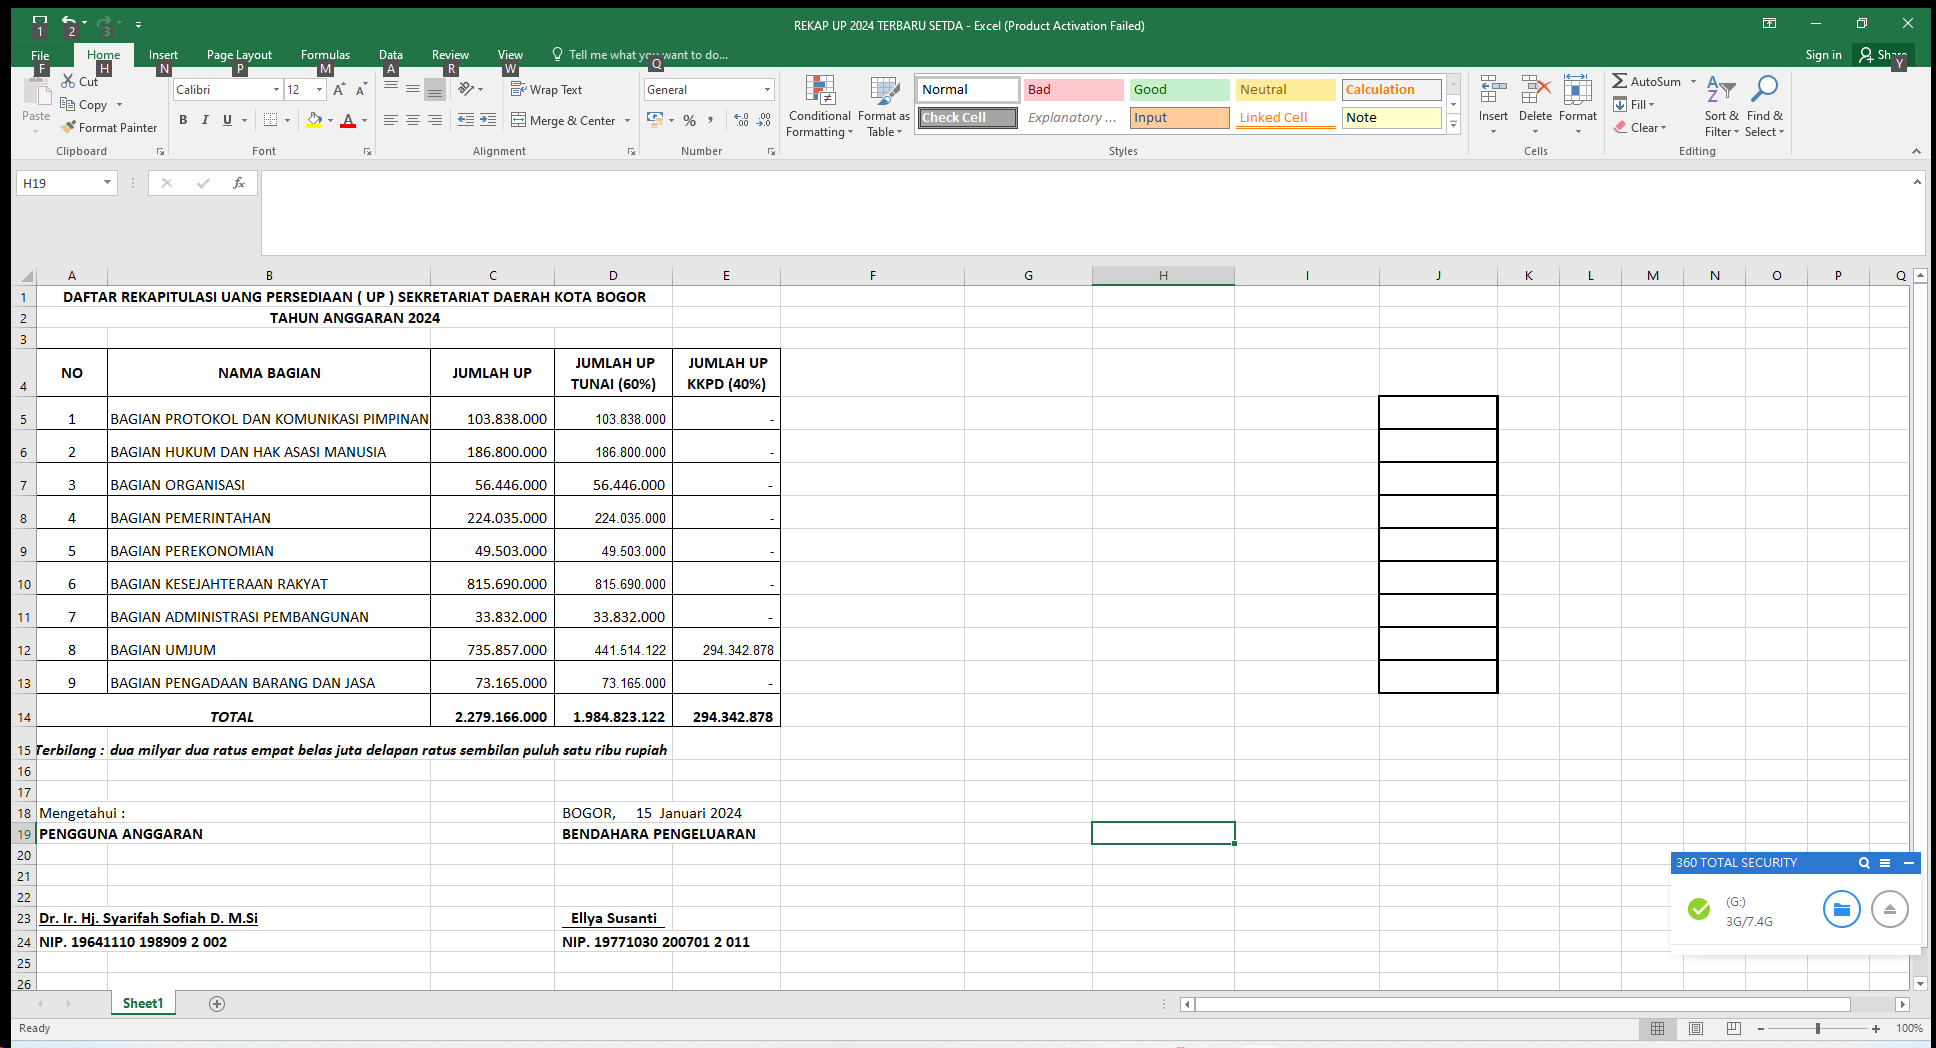 1 2 3
REKAP UP 2024 TERBARU SETDA - Excel (Product Activation Failed)
File Home Insert Page Layout Formulas Data Review View Tell me what you want to do... Sign in Share
F H N P M A R W Q Y
Cut
Copy
Format Painter
Paste
Clipboard
Calibri 12
B I U
Font
Wrap Text
Merge & Center
Alignment
General
Number
Conditional Formatting
Format as Table
Normal Bad Good Neutral Calculation
Check Cell Explanatory ... Input Linked Cell Note
Styles
Insert Delete Format
Cells
AutoSum
Fill
Clear
Sort & Filter
Find & Select
Editing
H19
fx
A B C D E F G H I J K L M N O P Q
1 DAFTAR REKAPITULASI UANG PERSEDIAAN ( UP ) SEKRETARIAT DAERAH KOTA BOGOR
2 TAHUN ANGGARAN 2024
3
4 NO NAMA BAGIAN JUMLAH UP JUMLAH UP TUNAI (60%) JUMLAH UP KKPD (40%)
5 1 BAGIAN PROTOKOL DAN KOMUNIKASI PIMPINAN 103.838.000 103.838.000 -
6 2 BAGIAN HUKUM DAN HAK ASASI MANUSIA 186.800.000 186.800.000 -
7 3 BAGIAN ORGANISASI 56.446.000 56.446.000 -
8 4 BAGIAN PEMERINTAHAN 224.035.000 224.035.000 -
9 5 BAGIAN PEREKONOMIAN 49.503.000 49.503.000 -
10 6 BAGIAN KESEJAHTERAAN RAKYAT 815.690.000 815.690.000 -
11 7 BAGIAN ADMINISTRASI PEMBANGUNAN 33.832.000 33.832.000 -
12 8 BAGIAN UMJUM 735.857.000 441.514.122 294.342.878
13 9 BAGIAN PENGADAAN BARANG DAN JASA 73.165.000 73.165.000 -
14 TOTAL 2.279.166.000 1.984.823.122 294.342.878
15 Terbilang : dua milyar dua ratus empat belas juta delapan ratus sembilan puluh satu ribu rupiah
16
17
18 Mengetahui : BOGOR, 15 Januari 2024
19 PENGGUNA ANGGARAN BENDAHARA PENGELUARAN
20
21
22
23 Dr. Ir. Hj. Syarifah Sofiah D. M.Si Ellya Susanti
24 NIP. 19641110 198909 2 002 NIP. 19771030 200701 2 011
25
26
360 TOTAL SECURITY
(G:)
3G/7.4G
Sheet1
Ready
100%